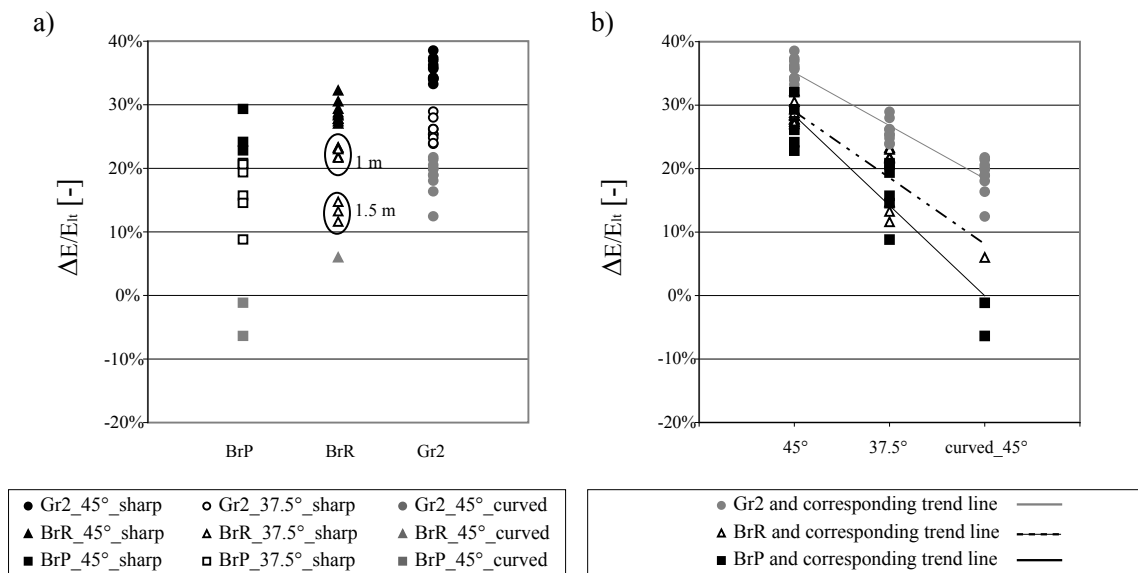 a)
40%
30%
20%
10%
0%
-10%
-20%
ΔE/E_lt [-]
1 m
1.5 m
BrP BrR Gr2
Gr2_45°_sharp Gr2_37.5°_sharp Gr2_45°_curved
BrR_45°_sharp BrR_37.5°_sharp BrR_45°_curved
BrP_45°_sharp BrP_37.5°_sharp BrP_45°_curved
b)
40%
30%
20%
10%
0%
-10%
-20%
ΔE/E_lt [-]
45° 37.5° curved_45°
Gr2 and corresponding trend line
BrR and corresponding trend line
BrP and corresponding trend line